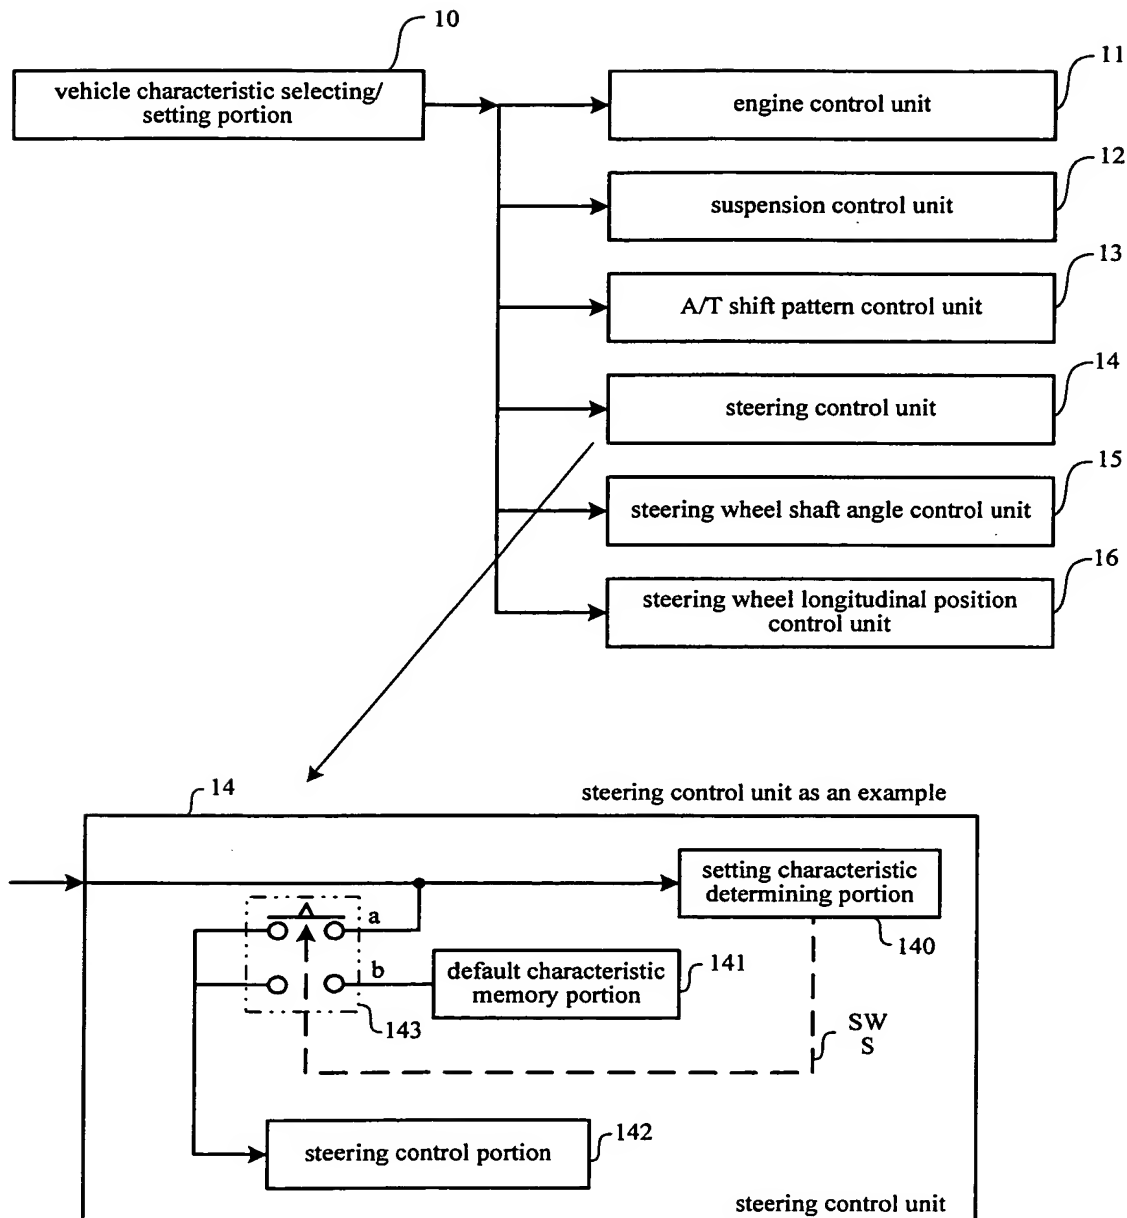 10
vehicle characteristic selecting/
setting portion
11
engine control unit
12
suspension control unit
13
A/T shift pattern control unit
14
steering control unit
15
steering wheel shaft angle control unit
16
steering wheel longitudinal position
control unit
14
steering control unit as an example
setting characteristic
determining portion
140
a
b
default characteristic
memory portion
141
143
SW
S
steering control portion
142
steering control unit